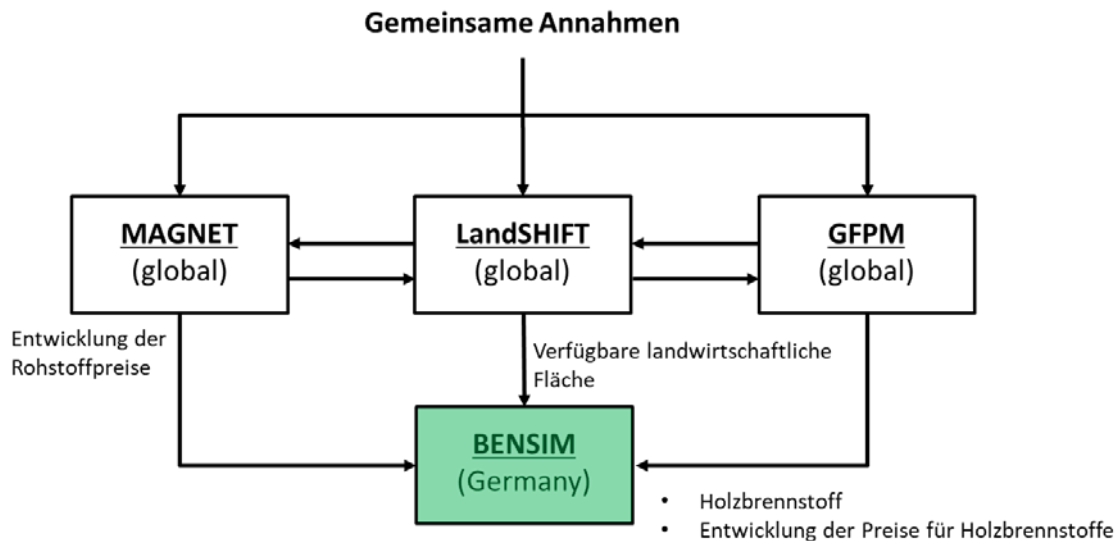 Gemeinsame Annahmen
MAGNET
(global)
LandSHIFT
(global)
GFPM
(global)
Entwicklung der
Rohstoffpreise
Verfügbare landwirtschaftliche
Fläche
BENSIM
(Germany)
• Holzbrennstoff
• Entwicklung der Preise für Holzbrennstoffe